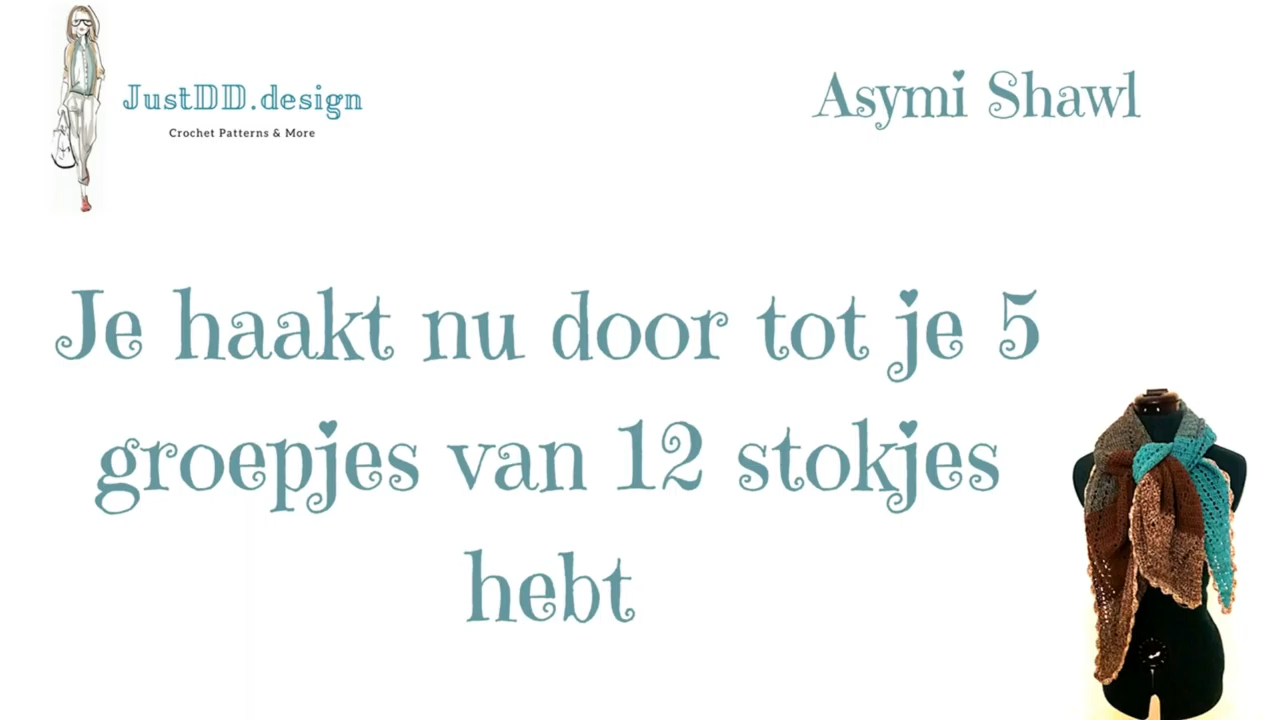 JustDD.design
Crochet Patterns & More
Asymi Shawl
Je haakt nu door tot je 5
groepjes van 12 stokjes
hebt